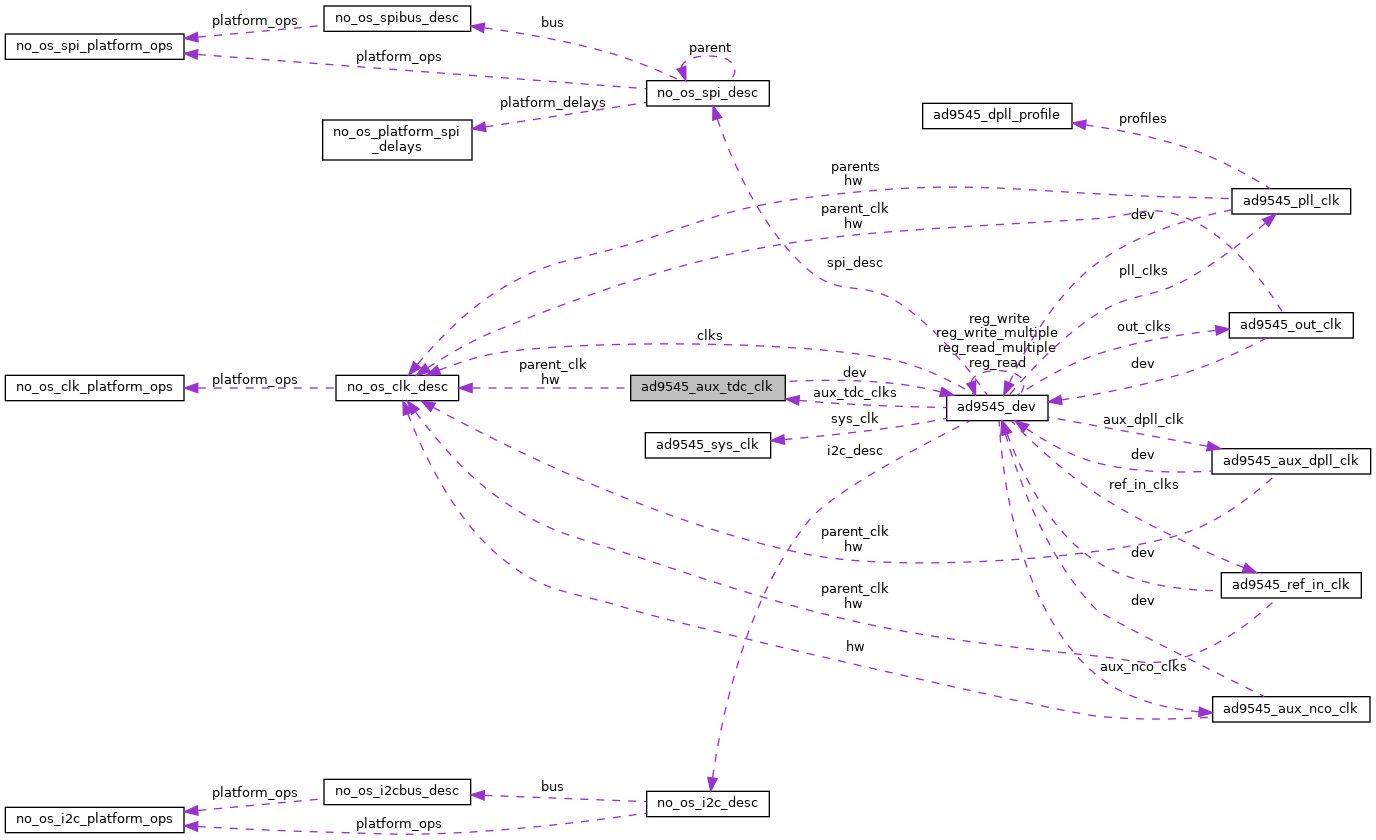 no_os_spibus_desc
platform_ops
bus
no_os_spi_platform_ops
parent
platform_ops
no_os_spi_desc
platform_delays
ad9545_dpll_profile
profiles
no_os_platform_spi
_delays
parents
hw
ad9545_pll_clk
parent_clk
hw
dev
spi_desc
pll_clks
reg_write
reg_write_multiple
reg_read_multiple
reg_read
out_clks
ad9545_out_clk
clks
dev
parent_clk
hw
dev
no_os_clk_platform_ops
platform_ops
no_os_clk_desc
ad9545_aux_tdc_clk
aux_tdc_clks
ad9545_dev
sys_clk
aux_dpll_clk
ad9545_sys_clk
i2c_desc
dev
ad9545_aux_dpll_clk
ref_in_clks
parent_clk
hw
dev
ad9545_ref_in_clk
parent_clk
hw
dev
hw
aux_nco_clks
ad9545_aux_nco_clk
no_os_i2cbus_desc
platform_ops
bus
no_os_i2c_desc
no_os_i2c_platform_ops
platform_ops